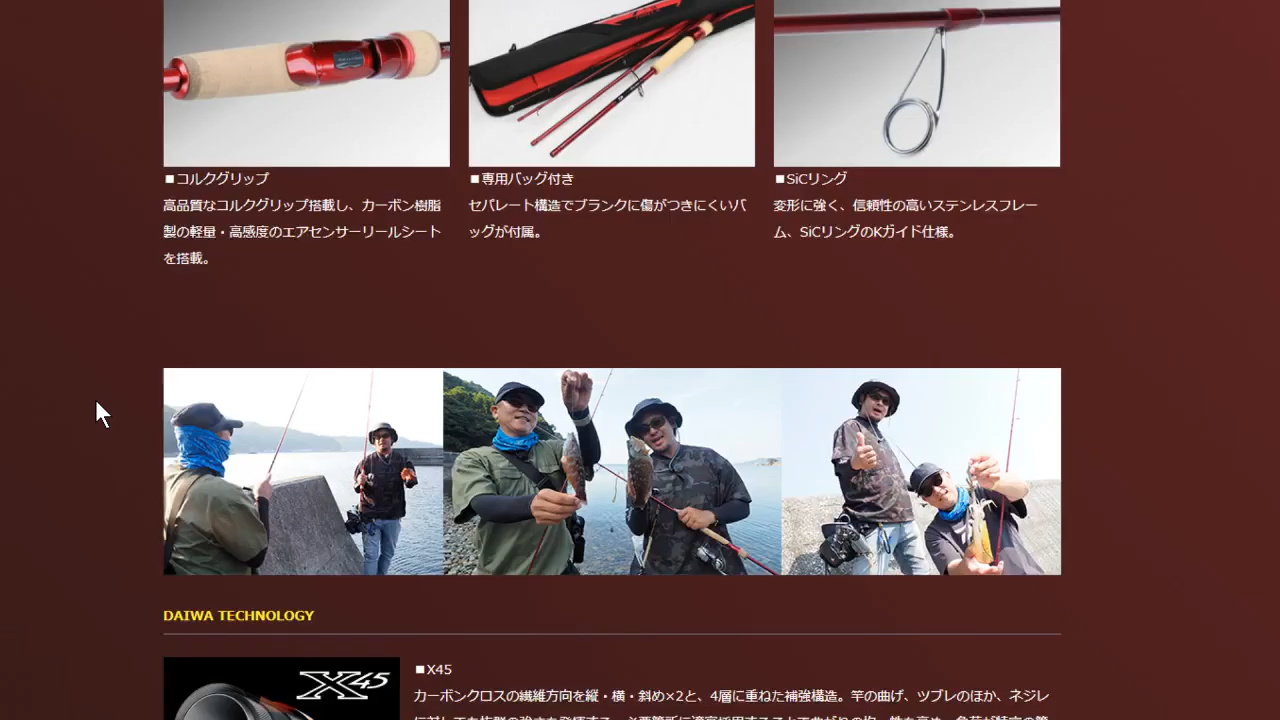 ■コルクグリップ
高品質なコルクグリップ搭載し、カーボン樹脂
製の軽量・高感度のエアセンサーリールシート
を搭載。
■専用バッグ付き
セパレート構造でブランクに傷がつきにくいバ
ッグが付属。
■SiCリング
変形に強く、信頼性の高いステンレスフレー
ム、SiCリングのKガイド仕様。
DAIWA TECHNOLOGY
X45
■X45
カーボンクロスの繊維方向を縦・横・斜め×2と、4層に重ねた補強構造。竿の曲げ、ツブレのほか、ネジレ